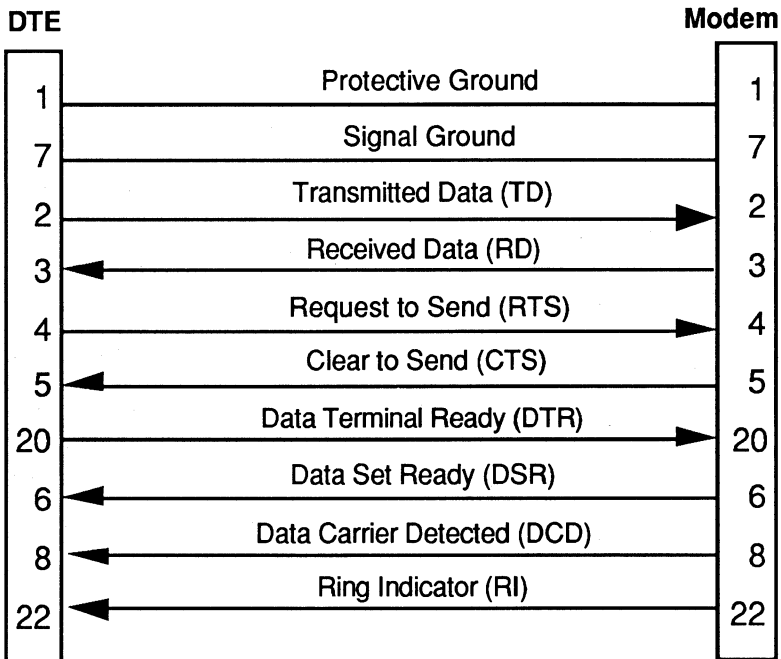 DTE Modem
1 Protective Ground 1
7 Signal Ground 7
2 Transmitted Data (TD) 2
3 Received Data (RD) 3
4 Request to Send (RTS) 4
5 Clear to Send (CTS) 5
20 Data Terminal Ready (DTR) 20
6 Data Set Ready (DSR) 6
8 Data Carrier Detected (DCD) 8
22 Ring Indicator (RI) 22